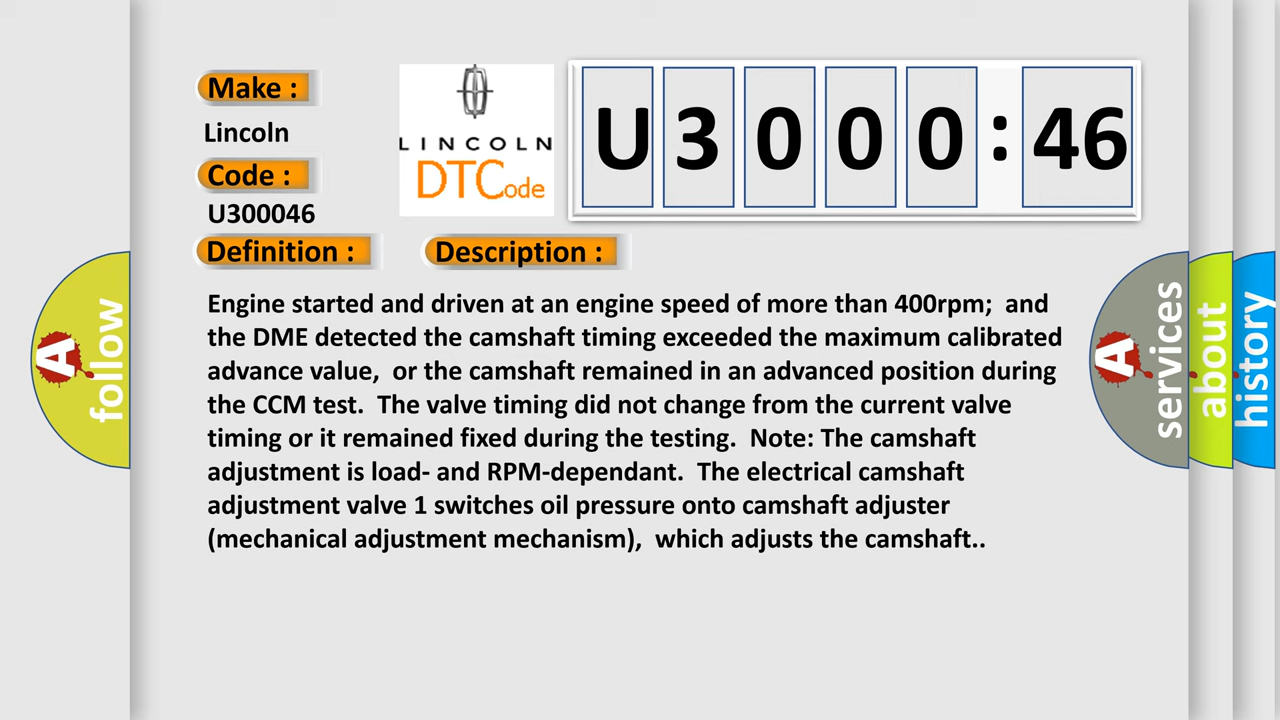 Make :
Lincoln
Code :
U300046
LINCOLN
DTCode
U3000:46
Definition :
Description :
Engine started and driven at an engine speed of more than 400rpm;  and
the DME detected the camshaft timing exceeded the maximum calibrated
advance value,  or the camshaft remained in an advanced position during
the CCM test.  The valve timing did not change from the current valve
timing or it remained fixed during the testing.  Note: The camshaft
adjustment is load- and RPM-dependant.  The electrical camshaft
adjustment valve 1 switches oil pressure onto camshaft adjuster
(mechanical adjustment mechanism),  which adjusts the camshaft..
A
follow
A
services
about
history